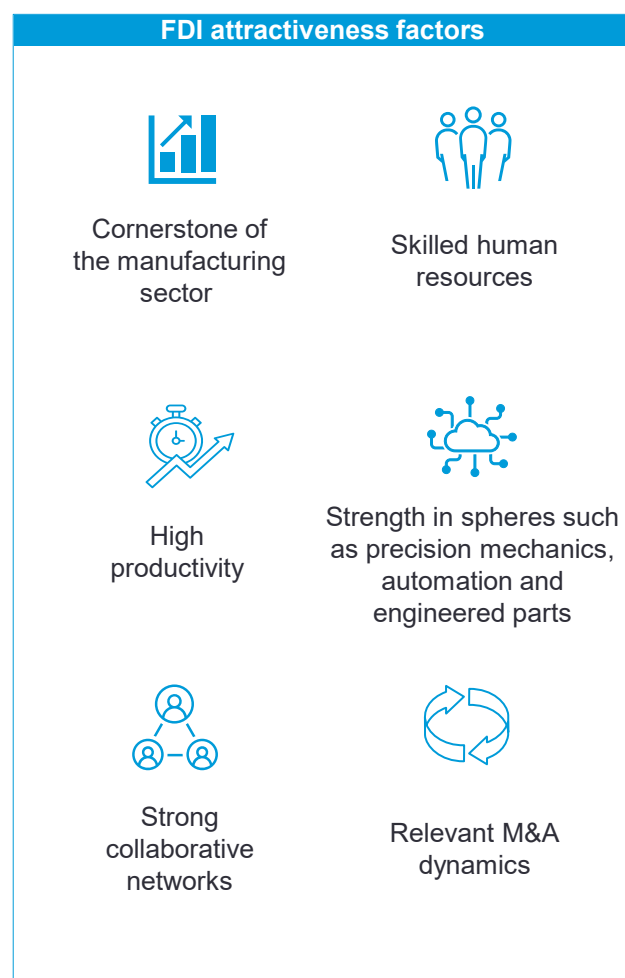 FDI attractiveness factors
Cornerstone of
the manufacturing
sector
Skilled human
resources
High
productivity
Strength in spheres such
as precision mechanics,
automation and
engineered parts
Strong
collaborative
networks
Relevant M&A
dynamics